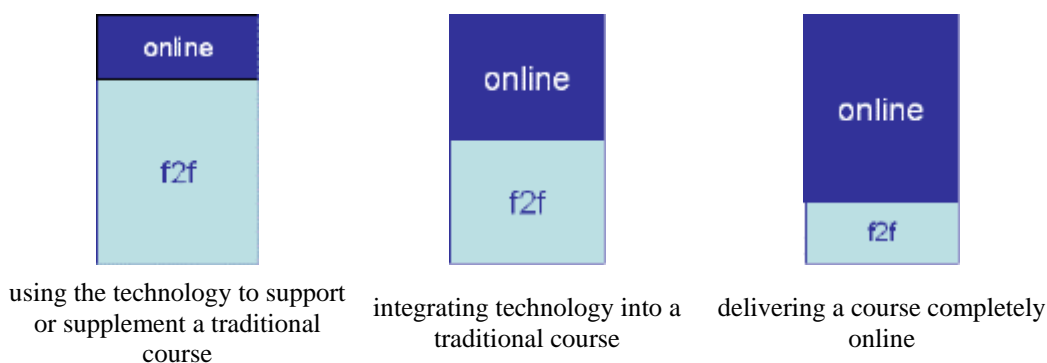 online
f2f
using the technology to support
or supplement a traditional
course
online
f2f
integrating technology into a
traditional course
online
f2f
delivering a course completely
online